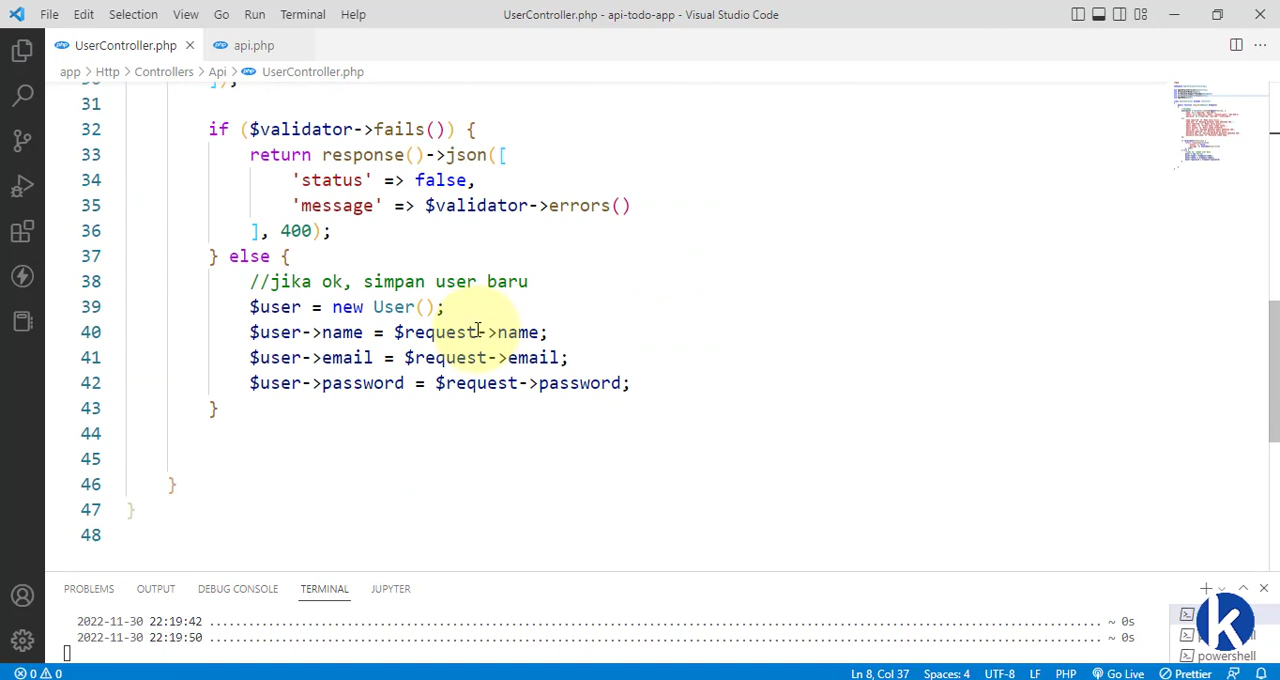 File Edit Selection View Go Run Terminal Help UserController.php - api-todo-app - Visual Studio Code
php UserController.php php api.php
app > Http > Controllers > Api > php UserController.php
31
32 if ($validator->fails()) {
33 return response()->json([
34 'status' => false,
35 'message' => $validator->errors()
36 ], 400);
37 } else {
38 //jika ok, simpan user baru
39 $user = new User();
40 $user->name = $request->name;
41 $user->email = $request->email;
42 $user->password = $request->password;
43 }
44
45
46 }
47 }
48
PROBLEMS OUTPUT DEBUG CONSOLE TERMINAL JUPYTER
2022-11-30 22:19:42 ~ 0s
2022-11-30 22:19:50 ~ 0s
k
powershell
0 0 Ln 8, Col 37 Spaces: 4 UTF-8 LF PHP Go Live Prettier